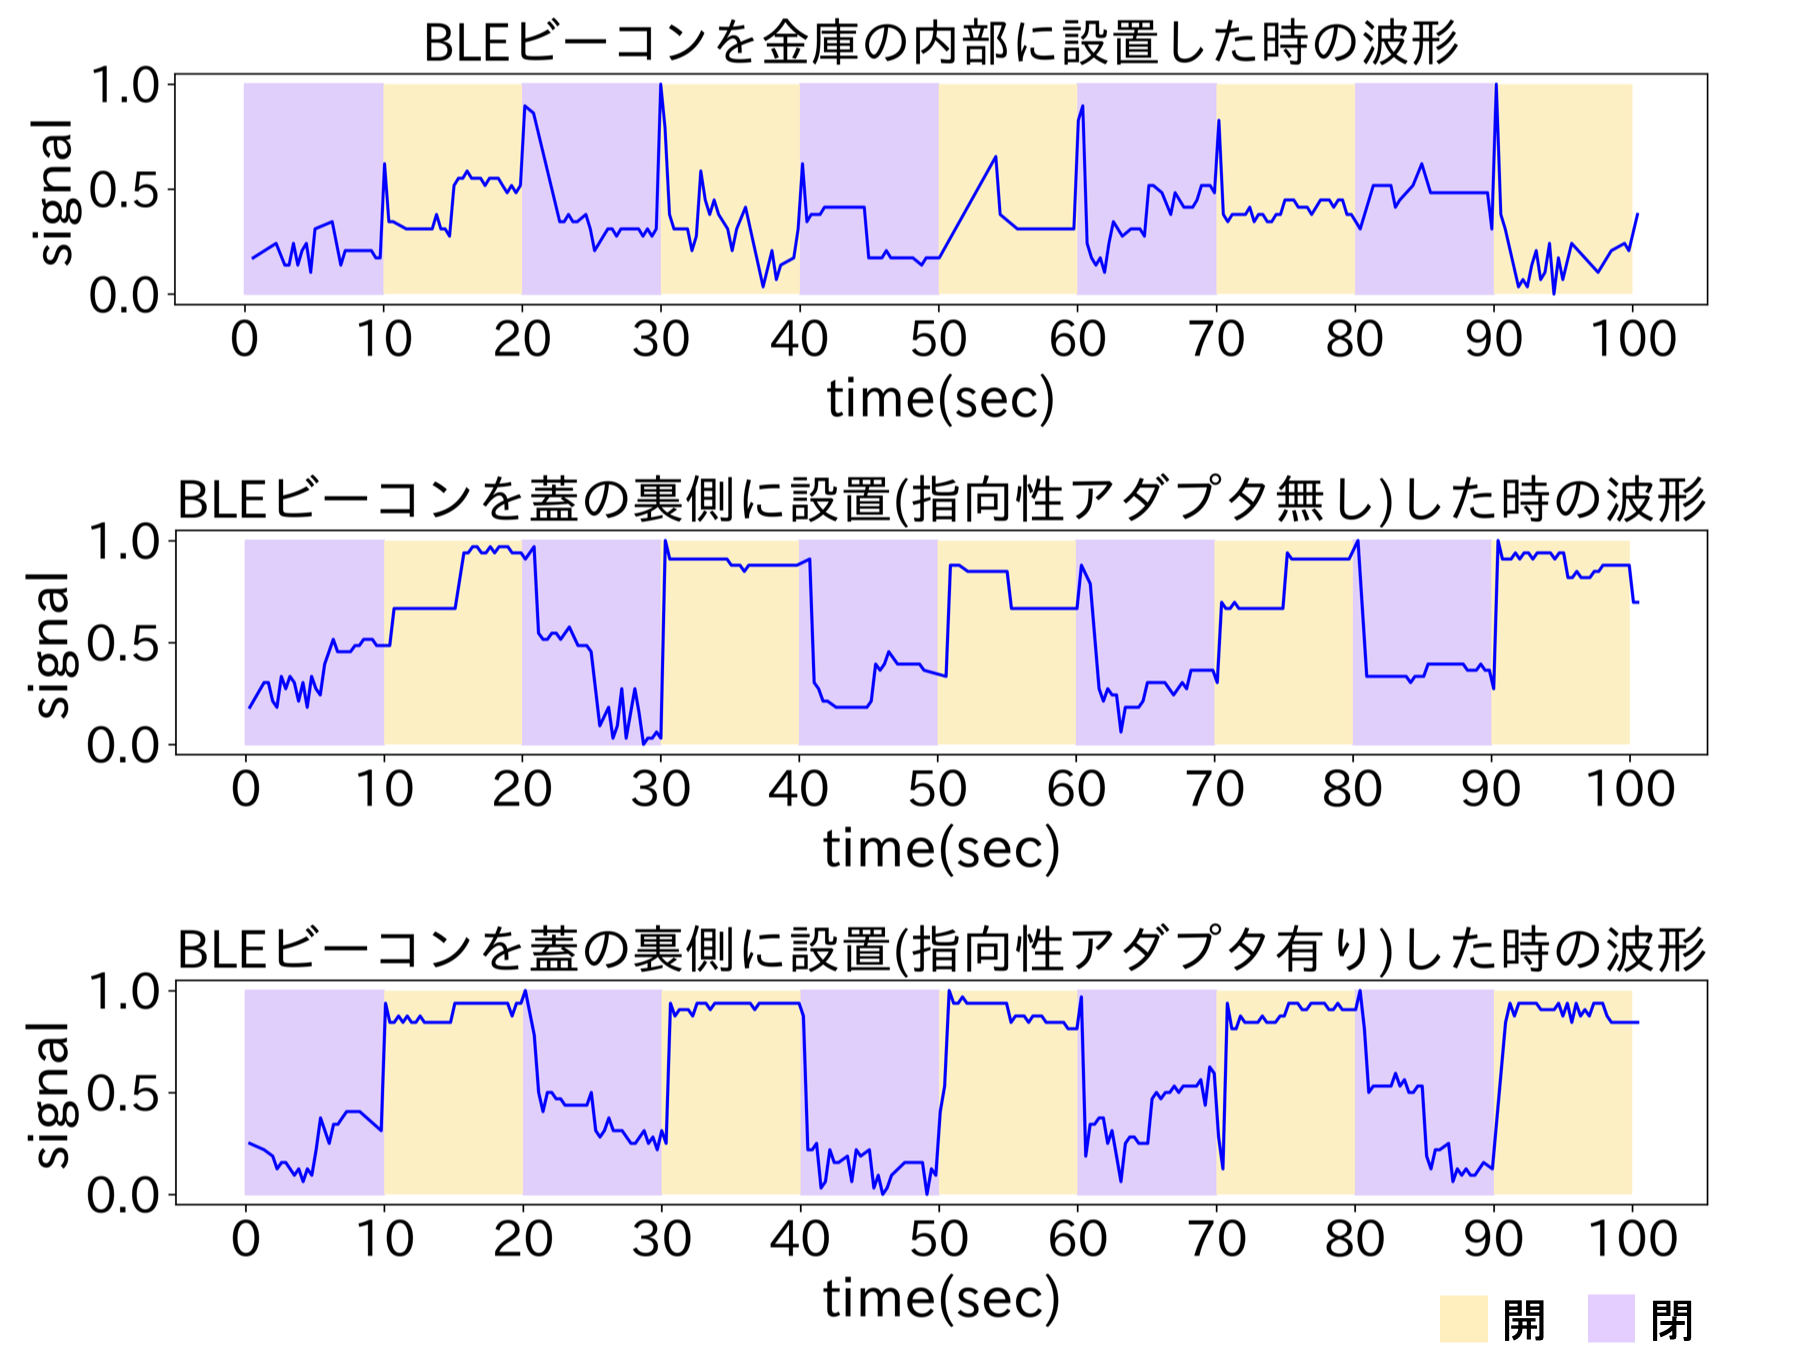 BLEビーコンを金庫の内部に設置した時の波形
1.0
0.5
0.0
signal
0 10 20 30 40 50 60 70 80 90 100
time(sec)
BLEビーコンを蓋の裏側に設置(指向性アダプタ無し)した時の波形
1.0
0.5
0.0
signal
0 10 20 30 40 50 60 70 80 90 100
time(sec)
BLEビーコンを蓋の裏側に設置(指向性アダプタ有り)した時の波形
1.0
0.5
0.0
signal
0 10 20 30 40 50 60 70 80 90 100
time(sec)
開 閉